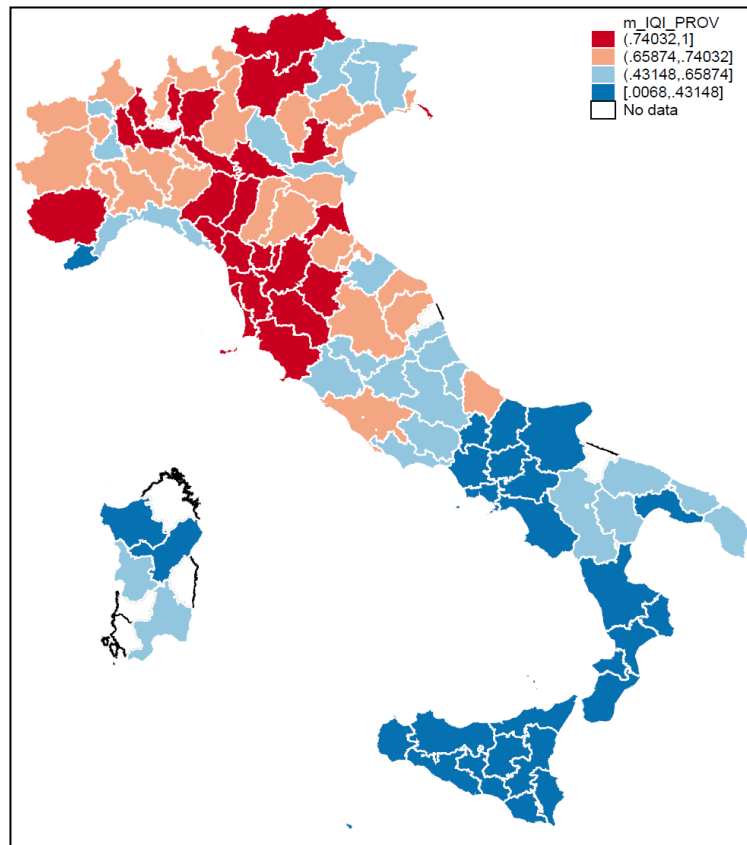 m_IQI_PROV
(.74032,1]
(.65874,.74032]
(.43148,.65874]
[.0068,.43148]
No data